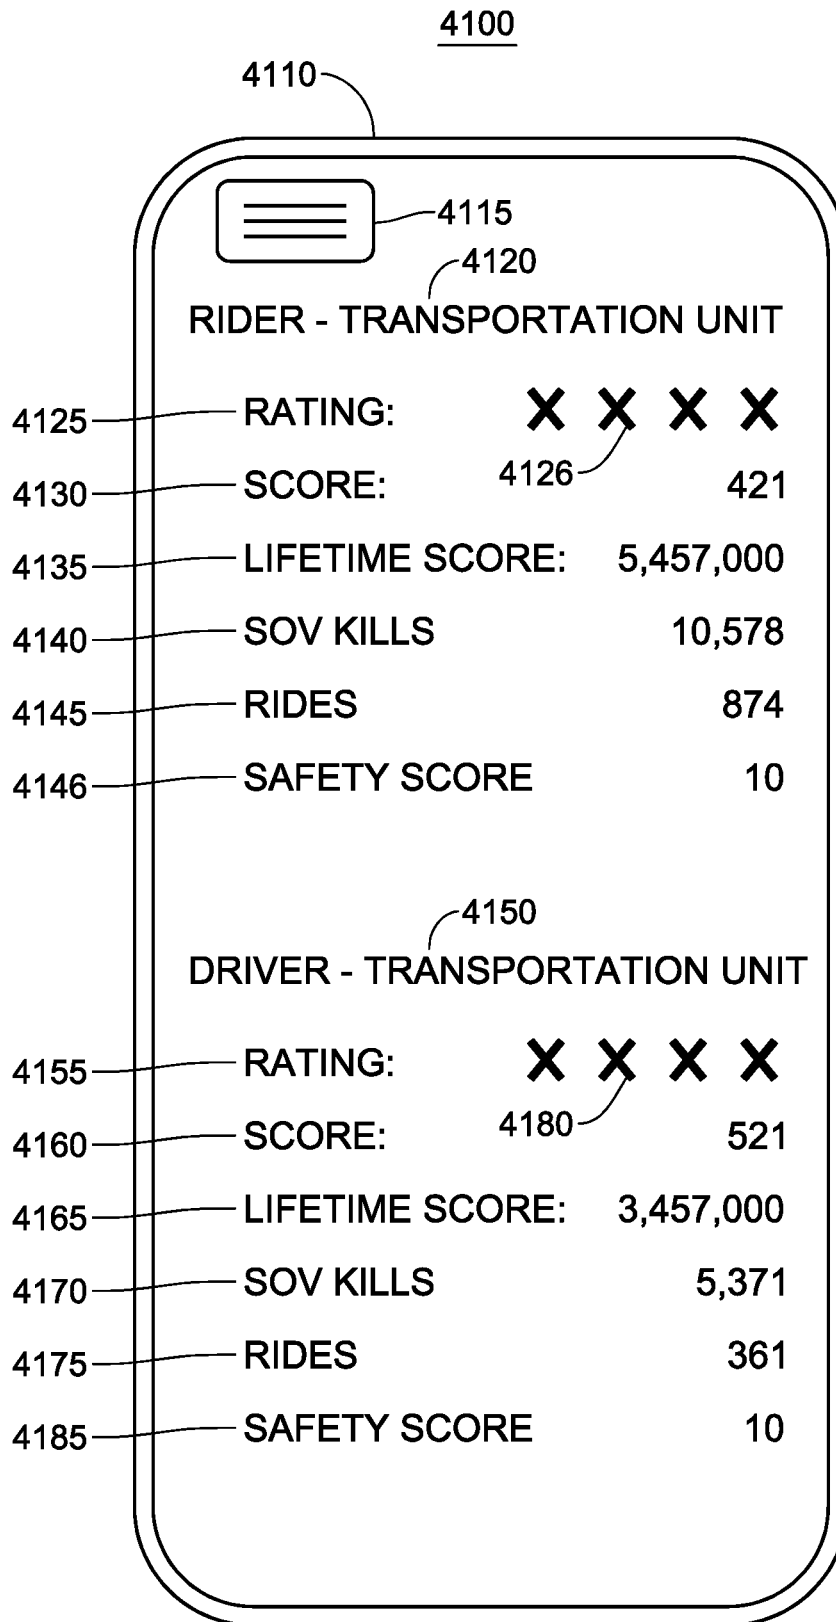 4100
4110
4115
4120
RIDER - TRANSPORTATION UNIT
4125 RATING: X X X X
4126
4130 SCORE: 421
4135 LIFETIME SCORE: 5,457,000
4140 SOV KILLS 10,578
4145 RIDES 874
4146 SAFETY SCORE 10
4150
DRIVER - TRANSPORTATION UNIT
4155 RATING: X X X X
4180
4160 SCORE: 521
4165 LIFETIME SCORE: 3,457,000
4170 SOV KILLS 5,371
4175 RIDES 361
4185 SAFETY SCORE 10